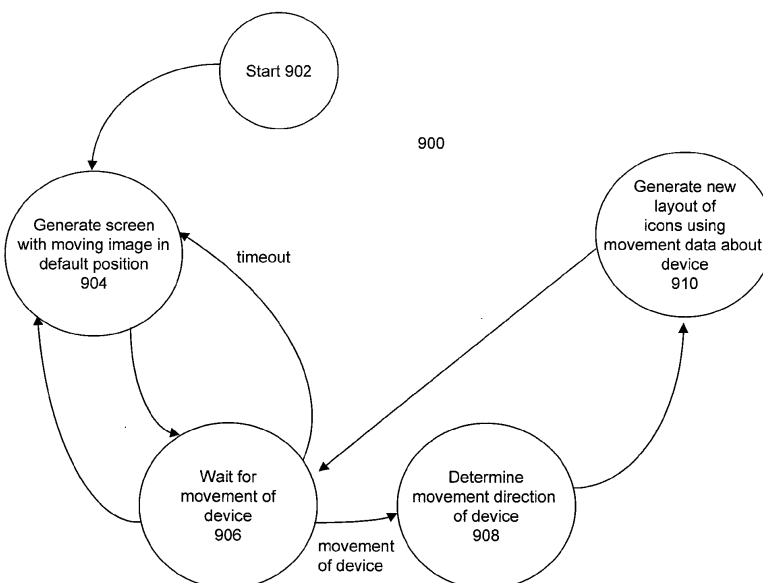 Start 902
900
Generate screen
with moving image in
default position
904
timeout
Generate new
layout of
icons using
movement data about
device
910
Wait for
movement of
device
906
movement
of device
Determine
movement direction
of device
908